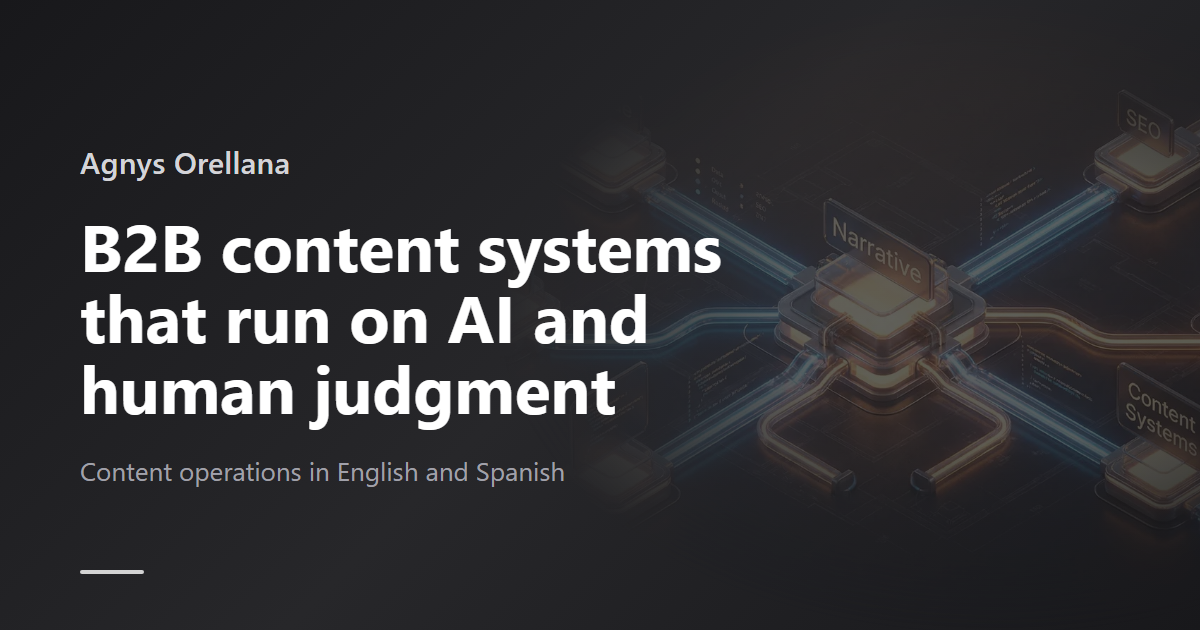 Agnys Orellana
B2B content systems
that run on AI and
human judgment
Content operations in English and Spanish
SEO
Narrative
Content
Systems